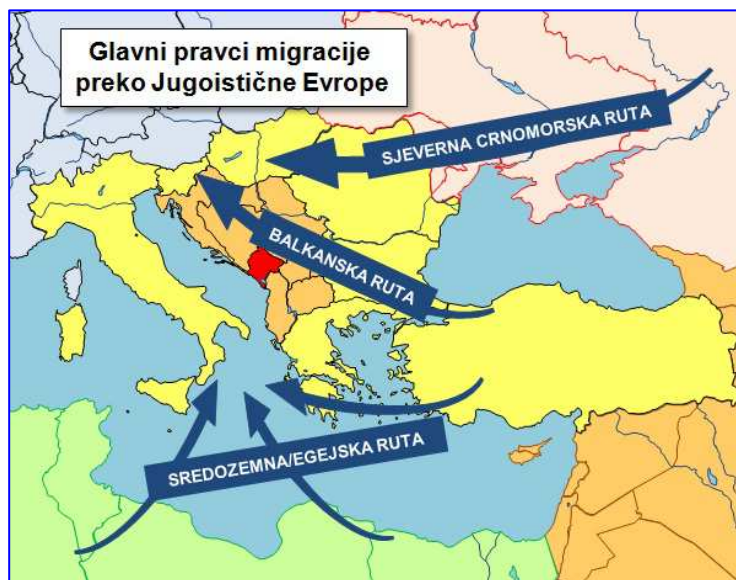 Glavni pravci migracije
preko Jugoistične Evrope
SJEVERNA CRNOMORSKA RUTA
BALKANSKA RUTA
SREDOZEMNA/EGEJSKA RUTA